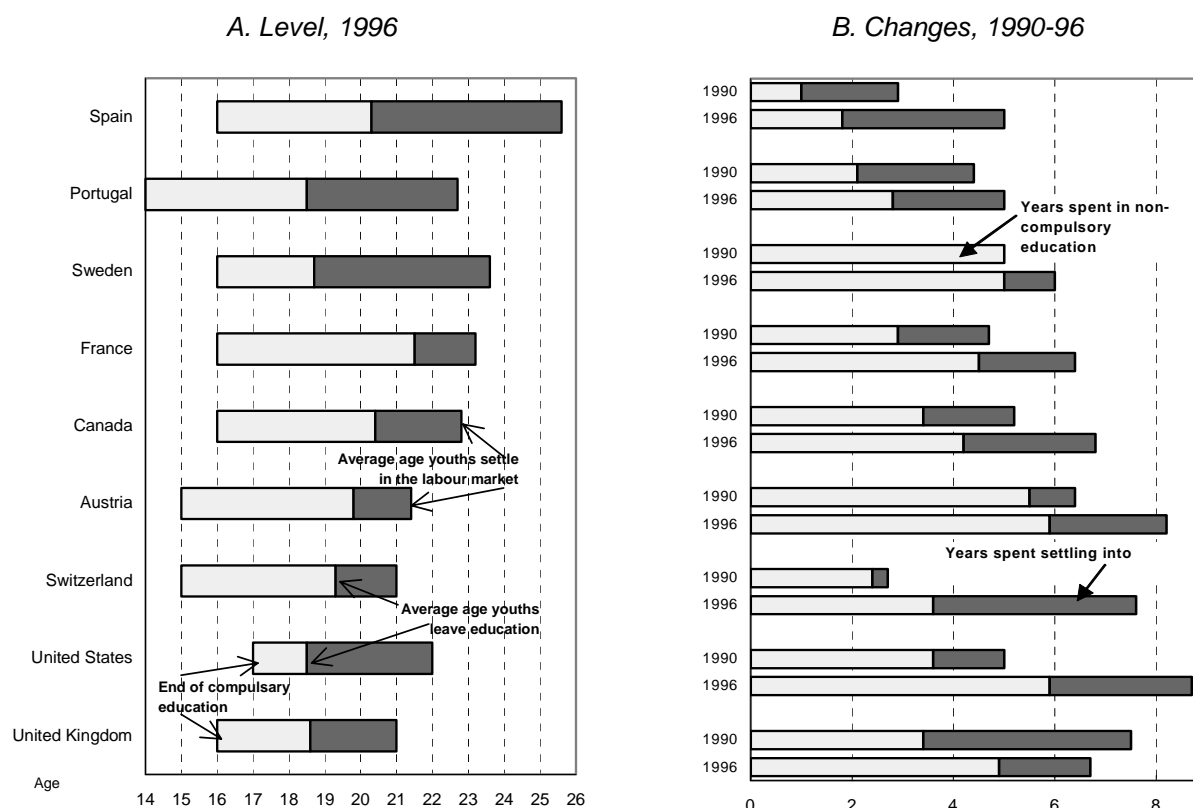 A. Level, 1996
Spain
Portugal
Sweden
France
Canada
Average age youths settle
in the labour market
Austria
Switzerland
Average age youths
leave education
United States
End of compulsary
education
United Kingdom
Age
14 15 16 17 18 19 20 21 22 23 24 25 26
B. Changes, 1990-96
1990
1996
1990
1996
Years spent in non-
compulsory
education
1990
1996
1990
1996
1990
1996
1990
1996
Years spent settling into
1990
1996
1990
1996
1990
1996
0 2 4 6 8